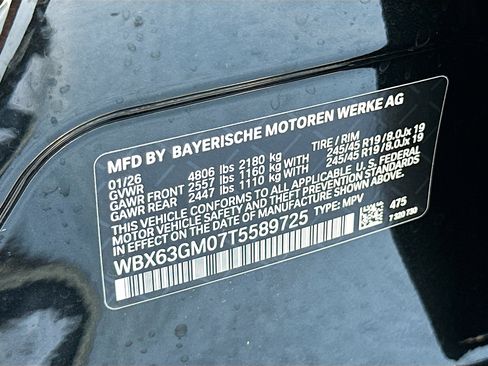 MFD BY BAYERISCHE MOTOREN WERKE AG
01/26 TIRE / RIM
GVWR 4806 lbs 2180 kg
GAWR FRONT 2557 lbs 1160 kg WITH 245/45 R19 / 8.0Jx 19
GAWR REAR 2447 lbs 1110 kg WITH 245/45 R19 / 8.0Jx 19
THIS VEHICLE CONFORMS TO ALL APPLICABLE U.S. FEDERAL
MOTOR VEHICLE SAFETY AND THEFT PREVENTION STANDARDS
IN EFFECT ON THE DATE OF MANUFACTURE SHOWN ABOVE.
WBX63GM07T5589725 TYPE: MPV 475